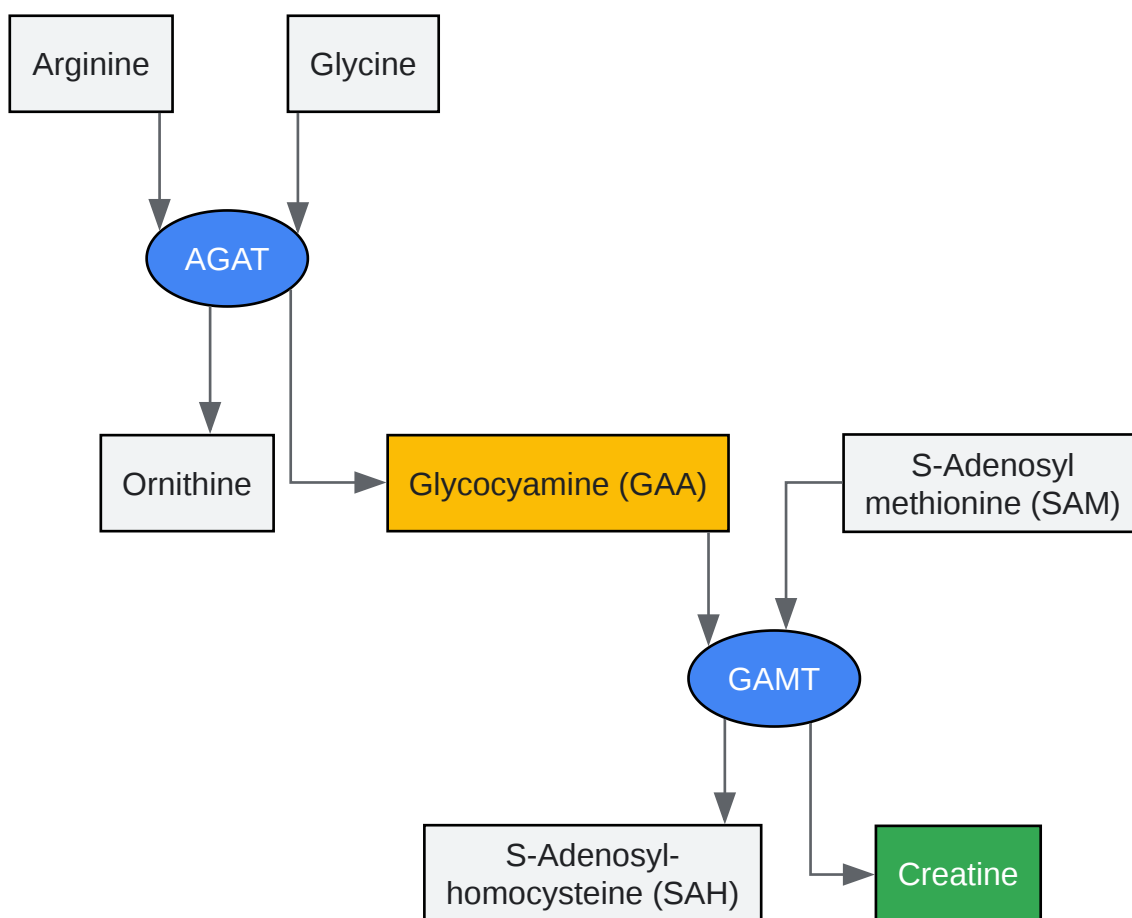 Arginine
Glycine
AGAT
Ornithine
Glycocyamine (GAA)
S-Adenosyl
methionine (SAM)
GAMT
S-Adenosyl-
homocysteine (SAH)
Creatine